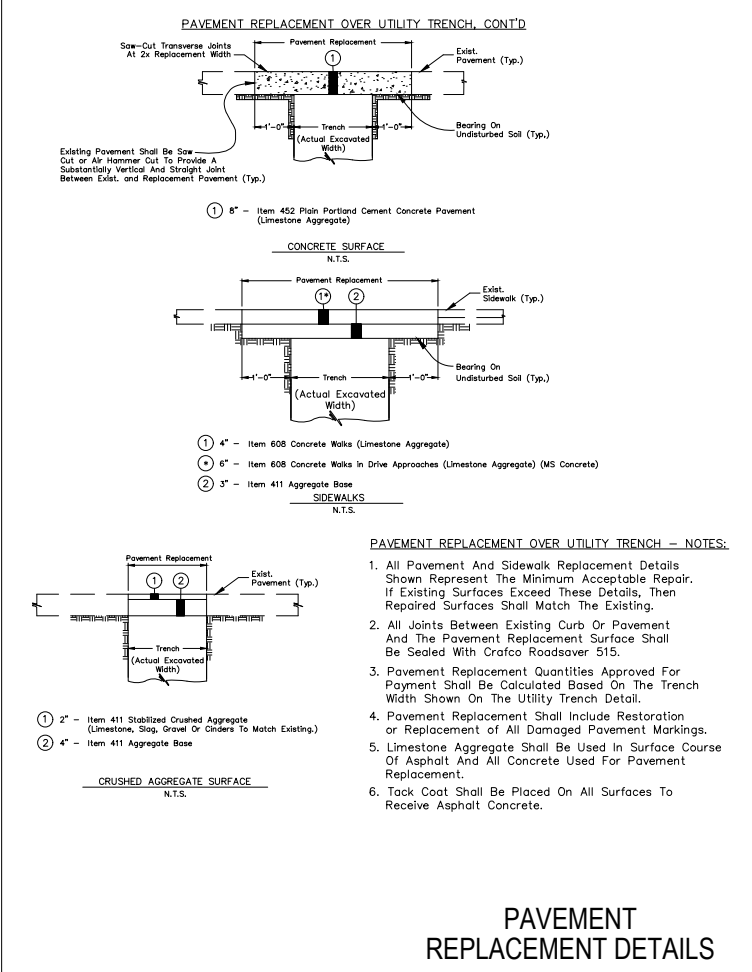 PAVEMENT REPLACEMENT OVER UTILITY TRENCH, CONT'D
Saw-Cut Transverse Joints
At 2x Replacement Width
Pavement Replacement
1
Exist.
Pavement (Typ.)
1'-0"
Trench
1'-0"
(Actual Excavated
Width)
Bearing On
Undisturbed Soil (Typ.)
Existing Pavement Shall Be Saw
Cut or Air Hammer Cut To Provide A
Substantially Vertical And Straight Joint
Between Exist. and Replacement Pavement (Typ.)
1 8" - Item 452 Plain Portland Cement Concrete Pavement
(Limestone Aggregate)
CONCRETE SURFACE
N.T.S.
Pavement Replacement
1* 2
Exist.
Sidewalk (Typ.)
1'-0"
Trench
1'-0"
(Actual Excavated
Width)
Bearing On
Undisturbed Soil (Typ.)
1 4" - Item 608 Concrete Walks (Limestone Aggregate)
* 6" - Item 608 Concrete Walks in Drive Approaches (Limestone Aggregate) (MS Concrete)
2 3" - Item 411 Aggregate Base
SIDEWALKS
N.T.S.
Pavement Replacement
1 2
Exist.
Pavement (Typ.)
Trench
(Actual Excavated
Width)
1 2" - Item 411 Stabilized Crushed Aggregate
(Limestone, Slag, Gravel Or Cinders To Match Existing.)
2 4" - Item 411 Aggregate Base
CRUSHED AGGREGATE SURFACE
N.T.S.
PAVEMENT REPLACEMENT OVER UTILITY TRENCH - NOTES:
1. All Pavement And Sidewalk Replacement Details
Shown Represent The Minimum Acceptable Repair.
If Existing Surfaces Exceed These Details, Then
Repaired Surfaces Shall Match The Existing.
2. All Joints Between Existing Curb Or Pavement
And The Pavement Replacement Surface Shall
Be Sealed With Crafco Roadsaver 515.
3. Pavement Replacement Quantities Approved For
Payment Shall Be Calculated Based On The Trench
Width Shown On The Utility Trench Detail.
4. Pavement Replacement Shall Include Restoration
or Replacement of All Damaged Pavement Markings.
5. Limestone Aggregate Shall Be Used In Surface Course
Of Asphalt And All Concrete Used For Pavement
Replacement.
6. Tack Coat Shall Be Placed On All Surfaces To
Receive Asphalt Concrete.
PAVEMENT
REPLACEMENT DETAILS